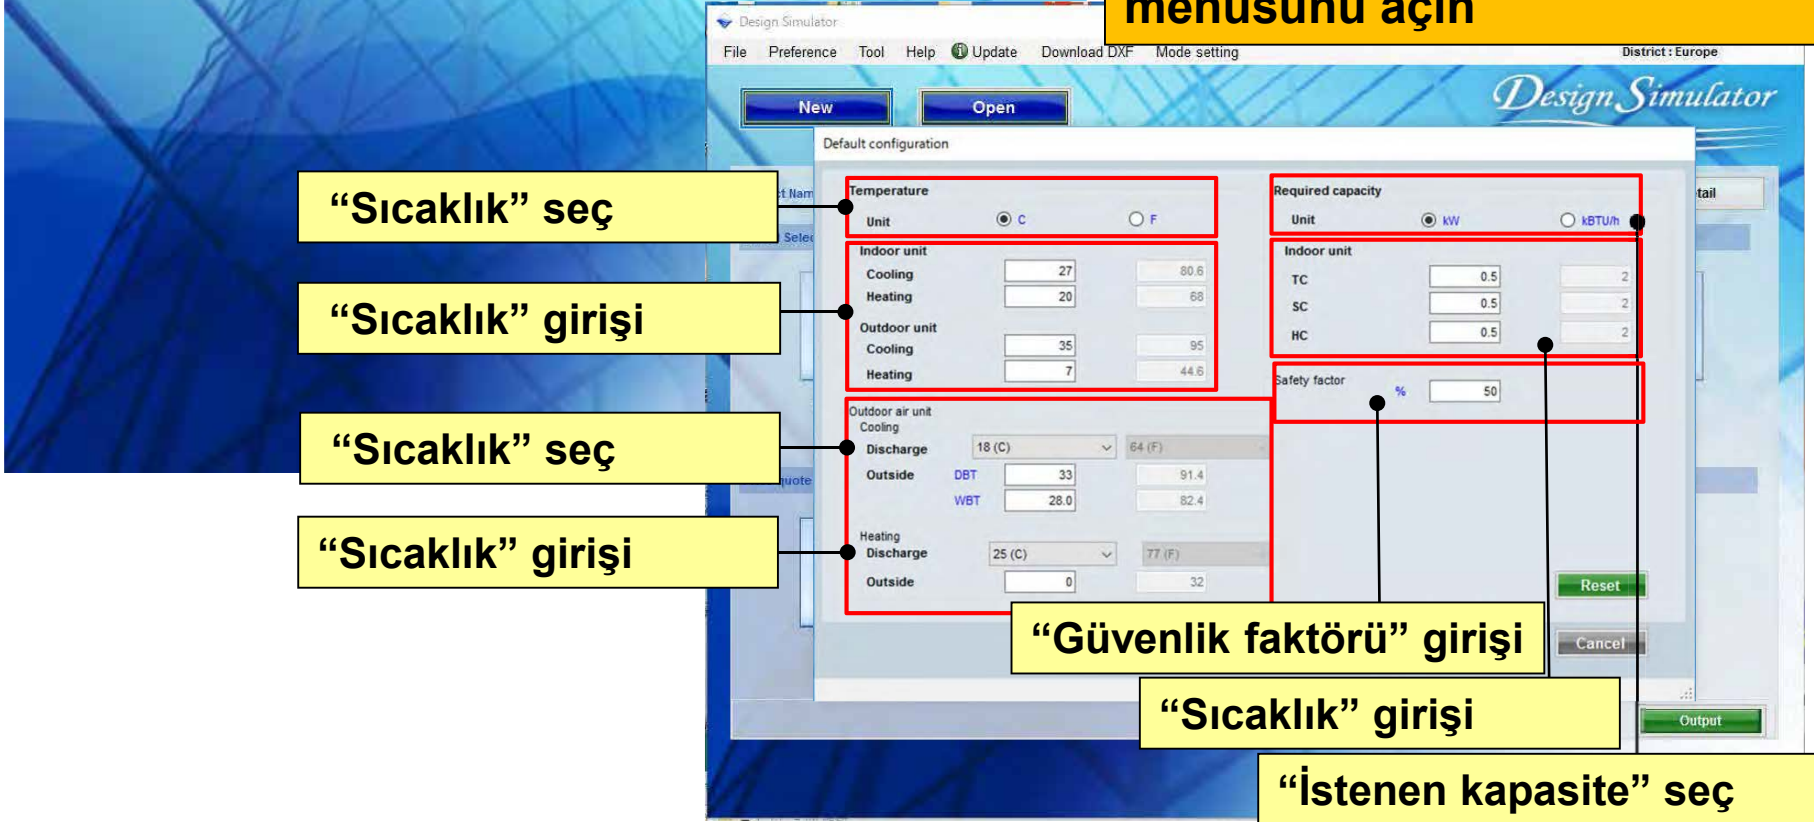 menüsünü açın
Design Simulator
File Preference Tool Help Update Download DXF Mode setting
District : Europe
Design Simulator
New Open
Default configuration
“Sıcaklık” seç
Temperature
Unit C F
Required capacity
Unit kW kBTU/h
“Sıcaklık” girişi
Indoor unit
Cooling 27 80.6
Heating 20 68
Outdoor unit
Cooling 35 95
Heating 7 44.6
Indoor unit
TC 0.5 2
SC 0.5 2
HC 0.5 2
Safety factor % 50
“Sıcaklık” seç
Outdoor air unit
Cooling
Discharge 18 (C) 64 (F)
Outside DBT 33 91.4
WBT 28.0 82.4
“Sıcaklık” girişi
Heating
Discharge 25 (C) 77 (F)
Outside 0 32
Reset
“Güvenlik faktörü” girişi
Cancel
“Sıcaklık” girişi
Output
“İstenen kapasite” seç